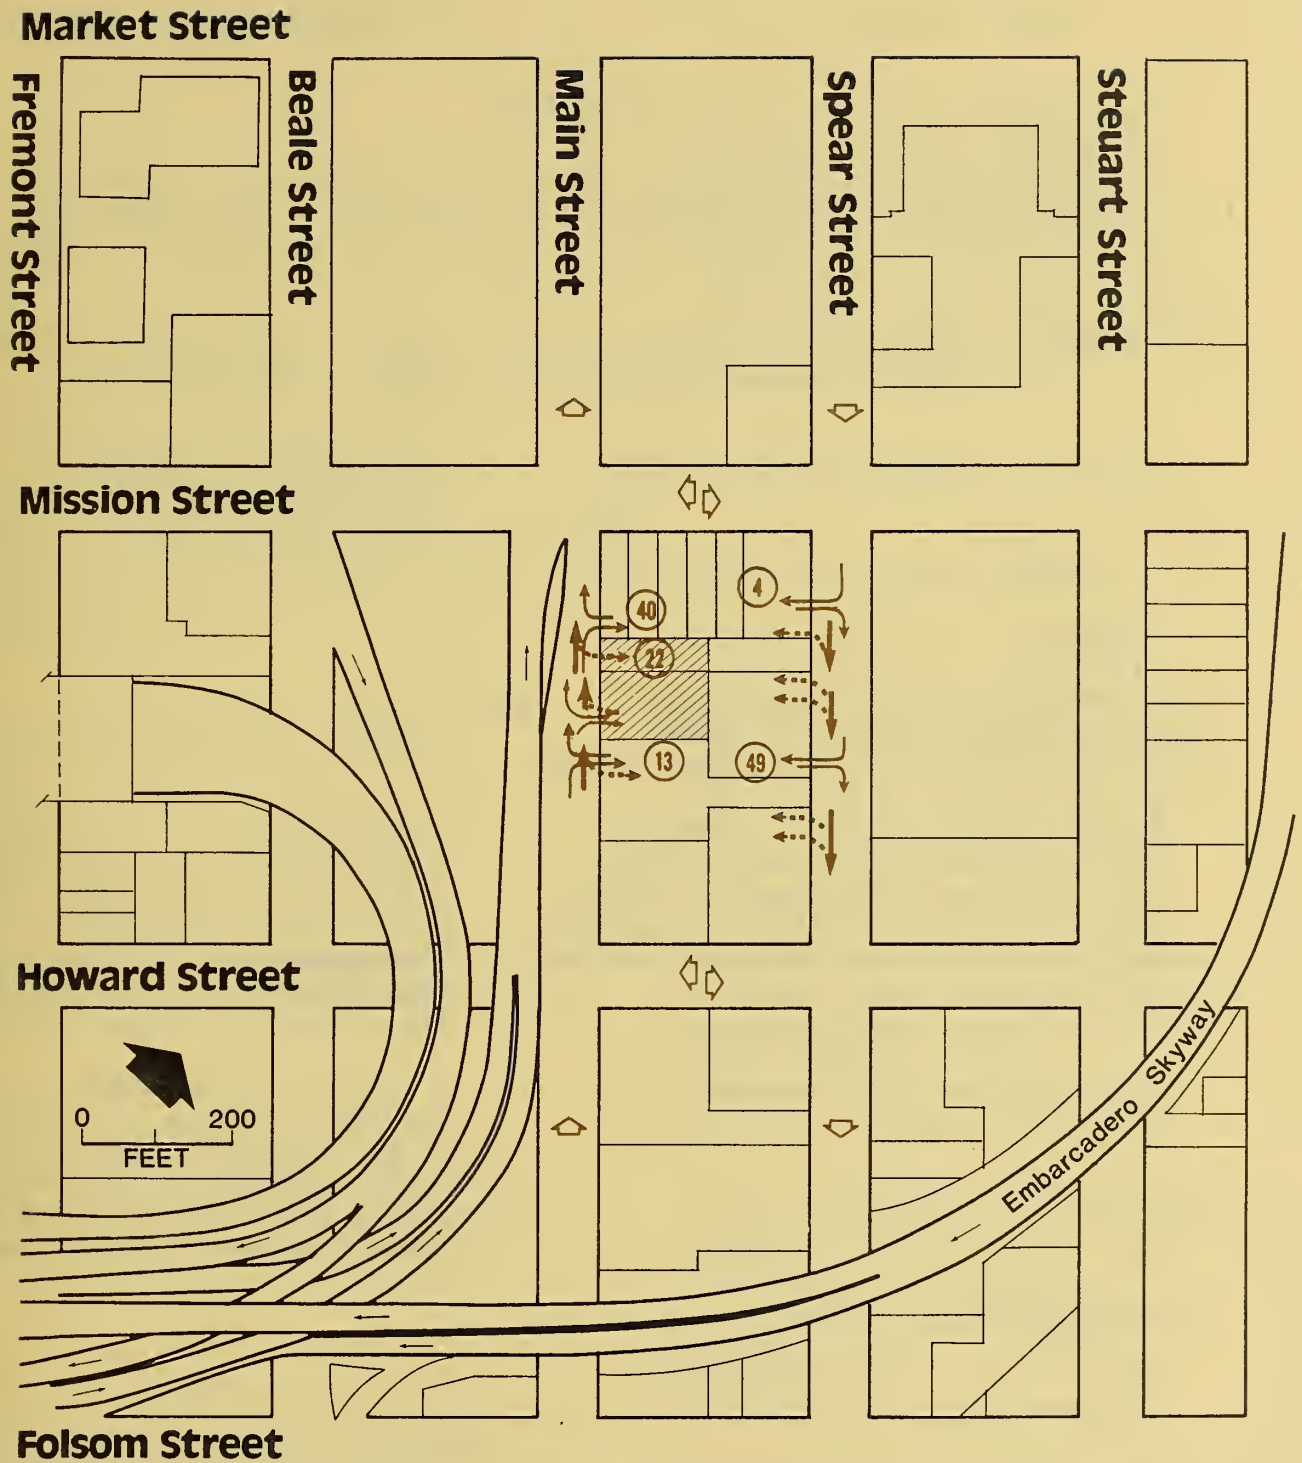 Market Street
Fremont Street
Beale Street
Main Street
Spear Street
Steuart Street
Mission Street
40
4
22
13
49
Howard Street
0 200
FEET
Embarcadero Skyway
Folsom Street